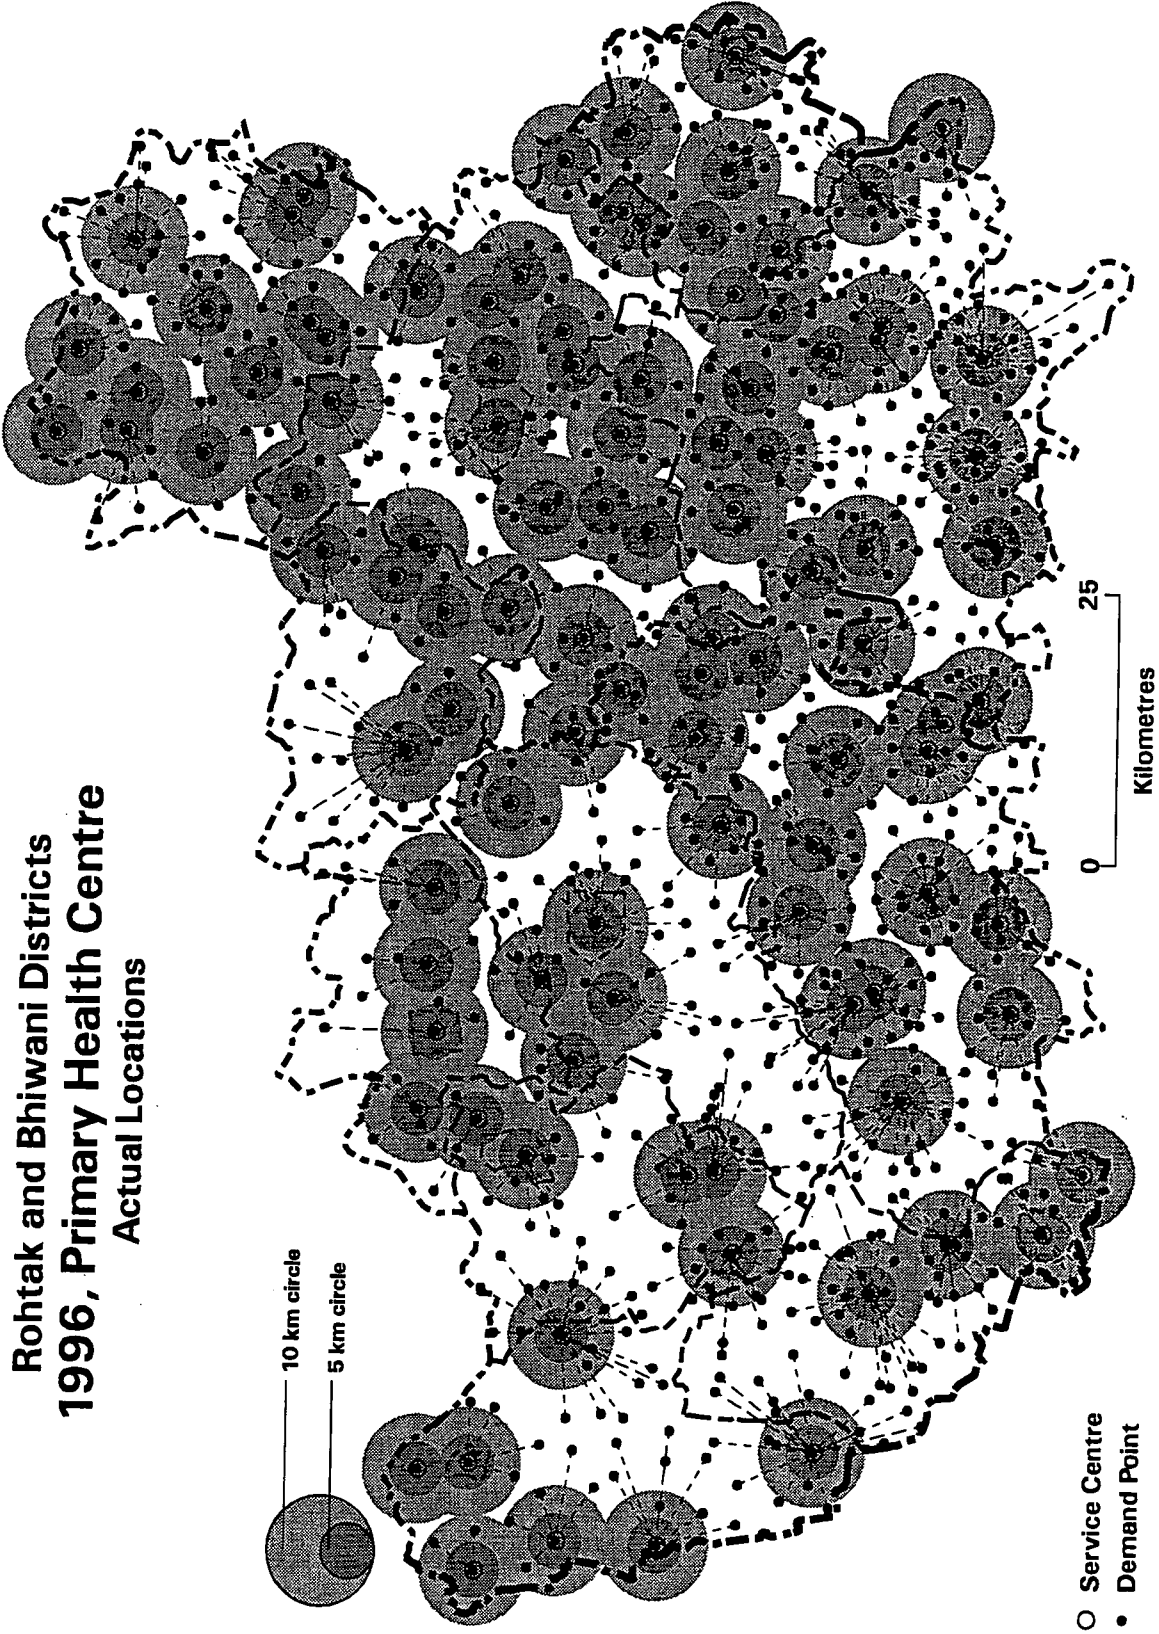 Rohtak and Bhiwani Districts
1996, Primary Health Centre
Actual Locations
10 km circle
5 km circle
Service Centre
Demand Point
0
25
Kilometres